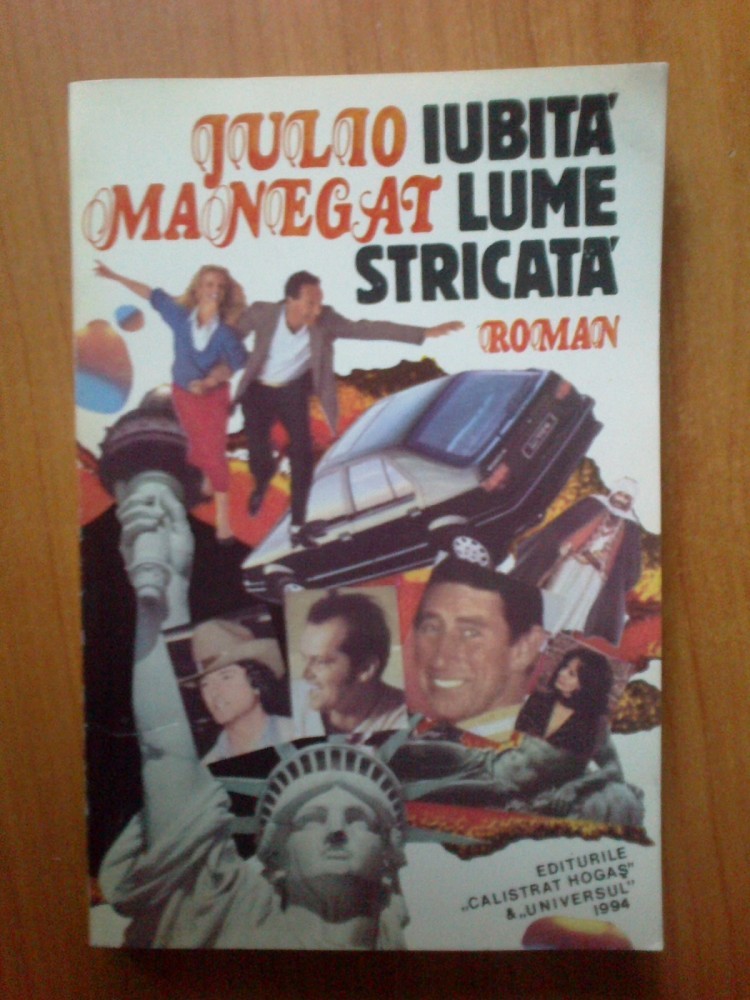 JULIO
MANEGAT
IUBITĂ
LUME
STRICATĂ
ROMAN
EDITURILE
„CALISTRAT HOGAŞ”
& „UNIVERSUL”
1994